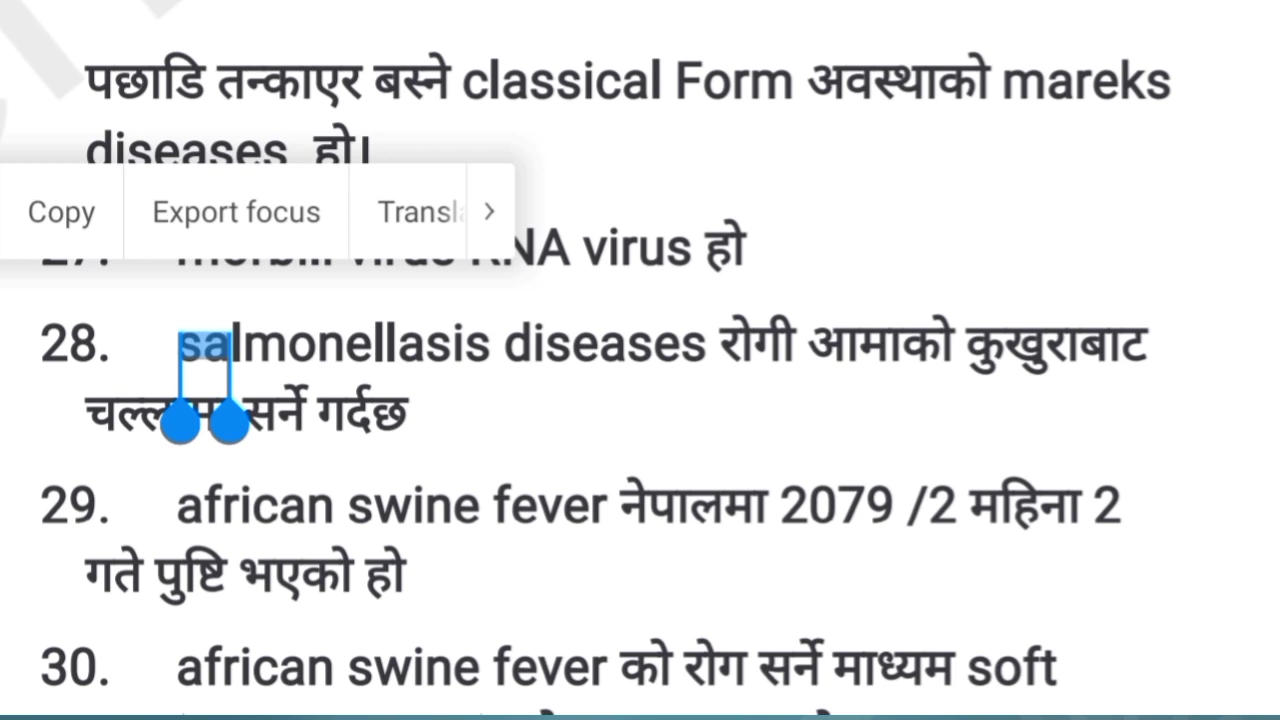 पछाडि तन्काएर बस्ने classical Form अवस्थाको mareks
diseases हो।
Copy Export focus
virus हो
28. salmonellasis diseases रोगी आमाको कुखुराबाट
सर्ने गर्दछ
29. african swine fever नेपालमा 2079 /2 महिना 2
गते पुष्टि भएको हो
30. african swine fever को रोग सर्ने माध्यम soft